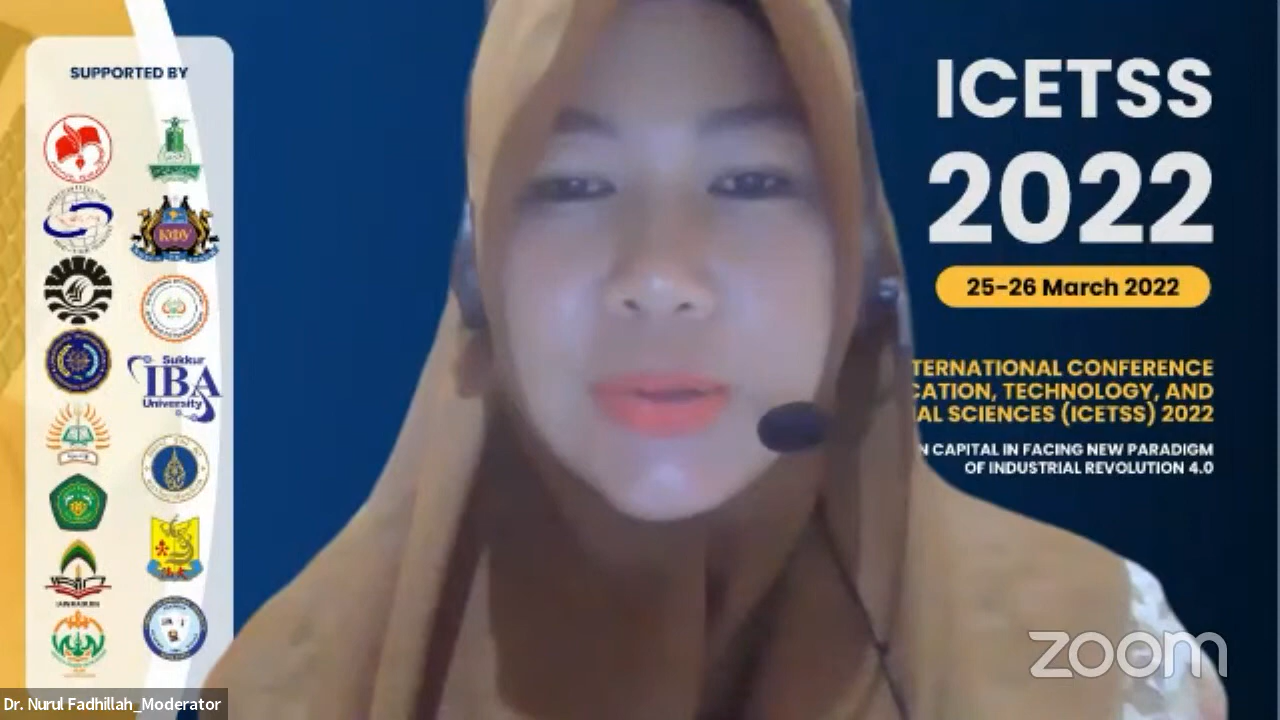 SUPPORTED BY
КФУ
Sukkur
IBA
University
ICETSS
2022
25-26 March 2022
TERNATIONAL CONFERENCE
CATION, TECHNOLOGY, AND
AL SCIENCES (ICETSS) 2022
N CAPITAL IN FACING NEW PARADIGM
OF INDUSTRIAL REVOLUTION 4.0
zoom
Dr. Nurul Fadhillah_Moderator